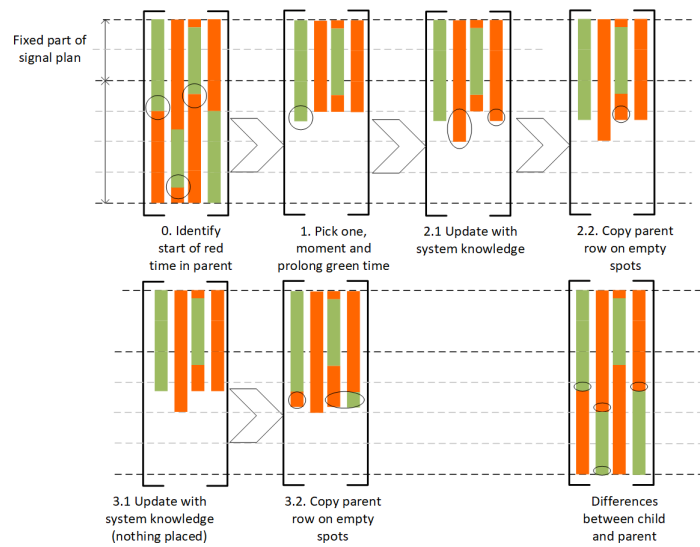 Fixed part of
signal plan
0. Identify
start of red
time in parent
1. Pick one,
moment and
prolong green time
2.1 Update with
system knowledge
2.2. Copy parent
row on empty
spots
3.1 Update with
system knowledge
(nothing placed)
3.2. Copy parent
row on empty
spots
Differences
between child
and parent